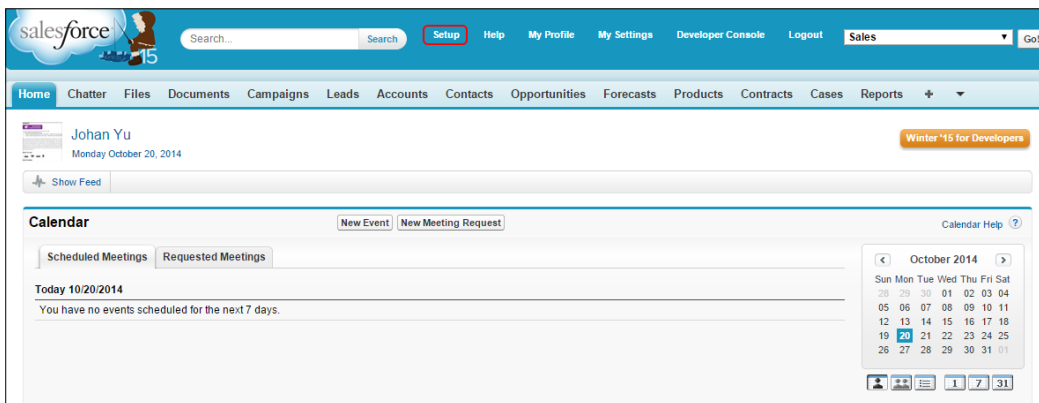 salesforce
15
Search...
Search
Setup Help My Profile My Settings Developer Console Logout
Sales
Go!
Home Chatter Files Documents Campaigns Leads Accounts Contacts Opportunities Forecasts Products Contracts Cases Reports +
Johan Yu
Monday October 20, 2014
Winter '15 for Developers
Show Feed
Calendar
New Event New Meeting Request
Calendar Help ?
Scheduled Meetings Requested Meetings
Today 10/20/2014
You have no events scheduled for the next 7 days.
October 2014
Sun Mon Tue Wed Thu Fri Sat
28 29 30 01 02 03 04
05 06 07 08 09 10 11
12 13 14 15 16 17 18
19 20 21 22 23 24 25
26 27 28 29 30 31 01
1 7 31